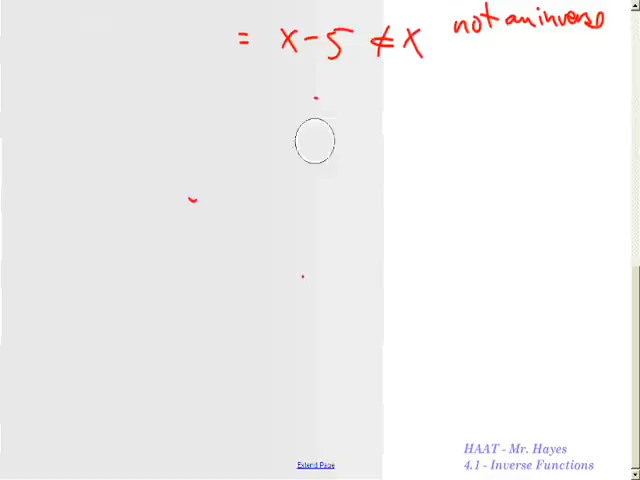 = x - 5 ≠ x not an inverse
Extend Page
HAAT - Mr. Hayes
4.1 - Inverse Functions